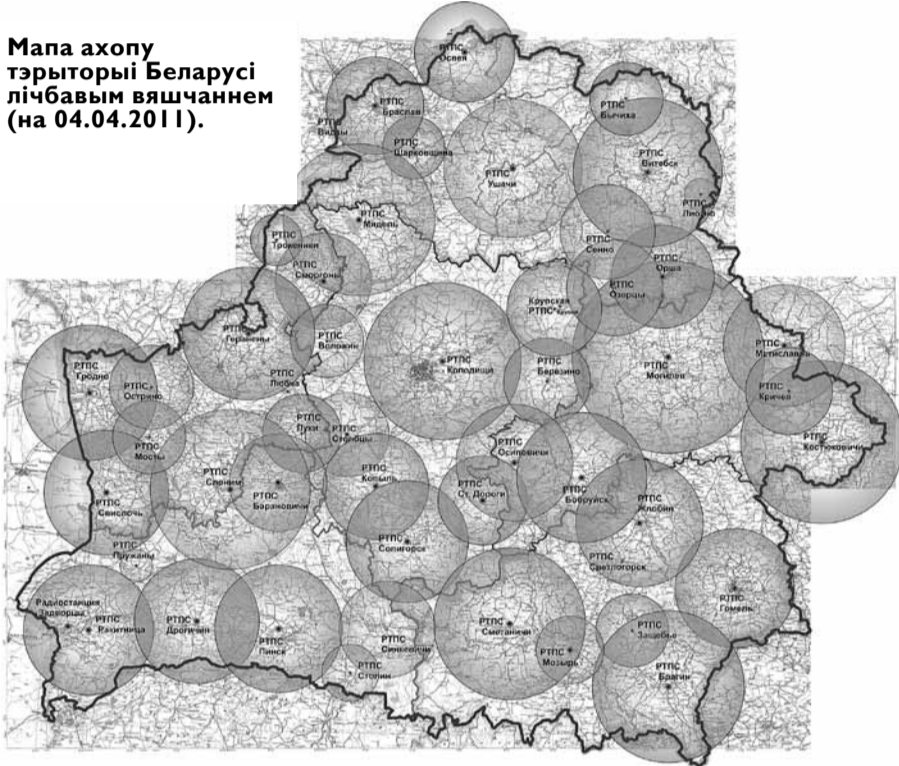 Мапа ахопу
тэрыторыі Беларусі
лічбавым вяшчаннем
(на 04.04.2011).
РТПС
Освея
РТПС
Браслав
РТПС
Видзы
РТПС
Шарковщина
РТПС
Бычиха
РТПС
Витебск
РТПС
Ушачи
РТПС
Лиозно
РТПС
Мядель
РТПС
Сенно
РТПС
Орша
РТПС
Озорцы
РТПС
РТПС
Сморгонь
Крупская
РТПС
РТПС
Геранены
РТПС
Воложин
РТПС
Колодищи
РТПС
Березино
РТПС
Могилев
РТПС
Мстиславль
РТПС
Кричев
РТПС
Костюковичи
РТПС
Гродно
РТПС
Острино
РТПС
Любча
РТПС
Мосты
РТПС
Луки
РТПС
Столбцы
РТПС
Осиповичи
РТПС
Слоним
РТПС
Барановичи
РТПС
Копыль
РТПС
Ст. Дороги
РТПС
Бобруйск
РТПС
Жлобин
РТПС
Свислочь
РТПС
Пружаны
РТПС
Солигорск
РТПС
Светлогорск
РТПС
Гомель
Радиостанция
Задворцы
РТПС
Ракитница
РТПС
Дрогичин
РТПС
Пинск
РТПС
Синкевичи
РТПС
Столин
РТПС
Сметаничи
РТПС
Мозырь
РТПС
Защебье
РТПС
Брагин